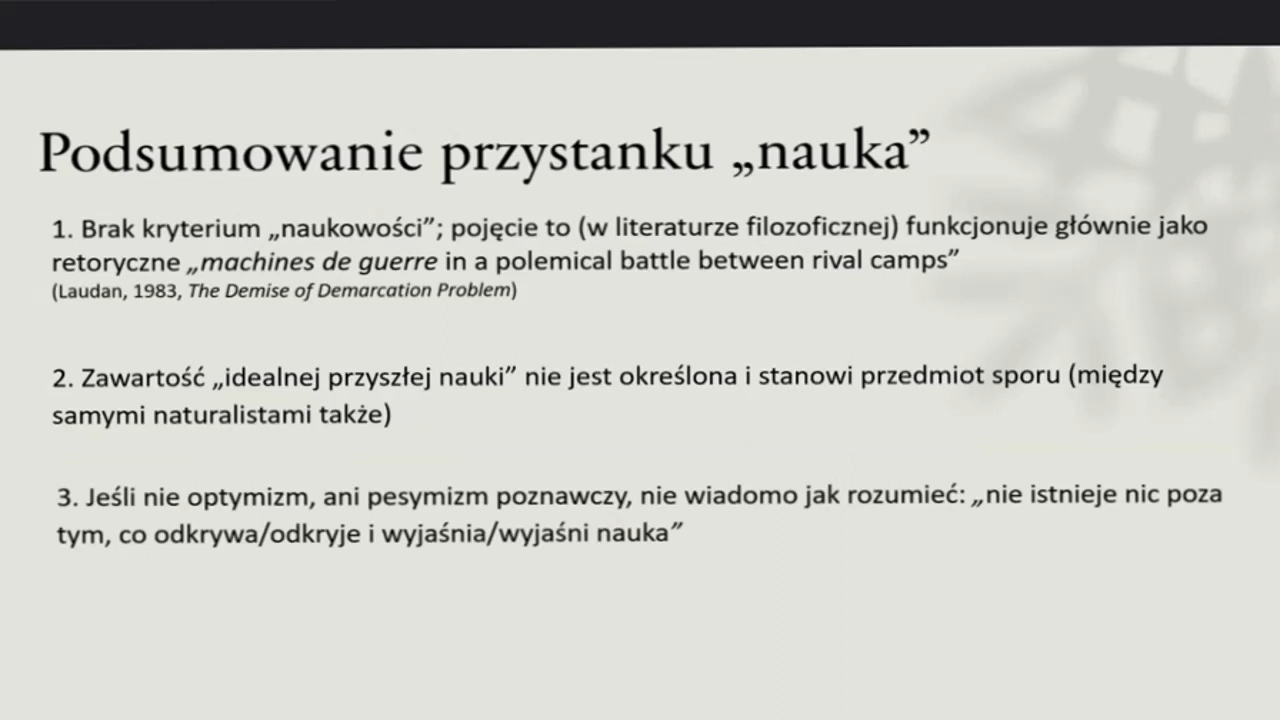 Podsumowanie przystanku „nauka”
1. Brak kryterium „naukowości”; pojęcie to (w literaturze filozoficznej) funkcjonuje głównie jako
retoryczne „machines de guerre in a polemical battle between rival camps”
(Laudan, 1983, The Demise of Demarcation Problem)
2. Zawartość „idealnej przyszłej nauki” nie jest określona i stanowi przedmiot sporu (między
samymi naturalistami także)
3. Jeśli nie optymizm, ani pesymizm poznawczy, nie wiadomo jak rozumieć: „nie istnieje nic poza
tym, co odkrywa/odkryje i wyjaśnia/wyjaśni nauka”